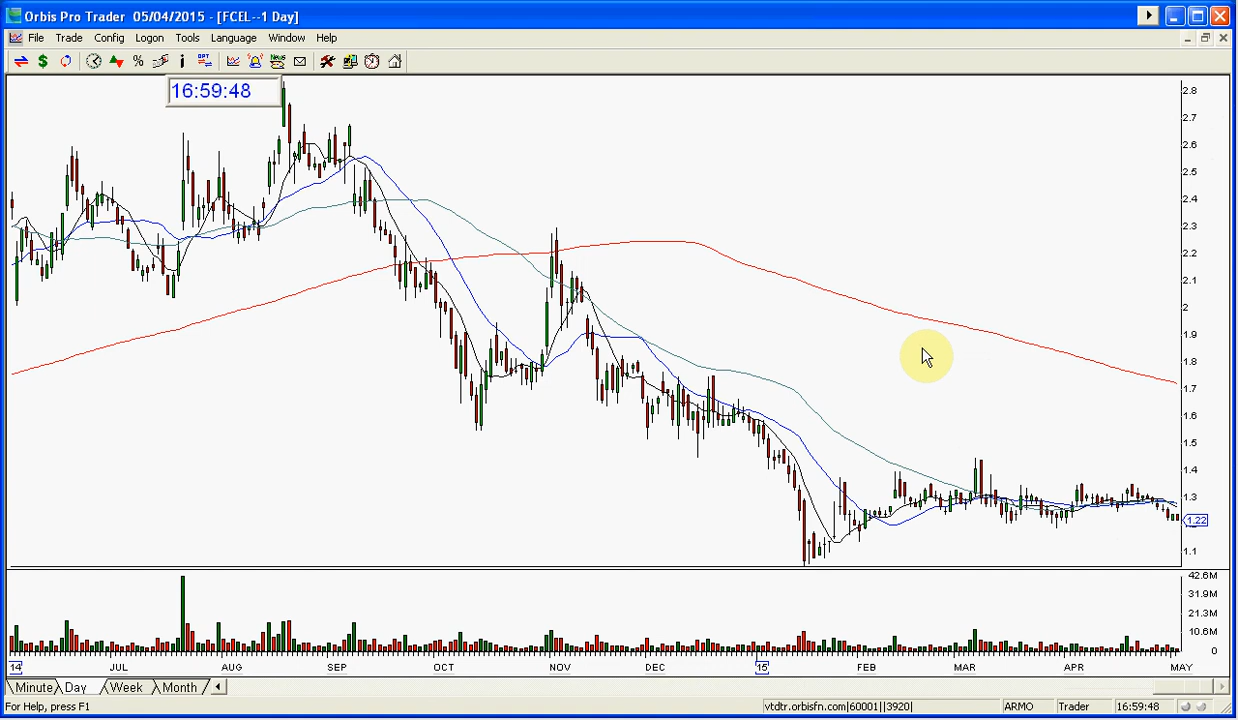 Orbis Pro Trader 05/04/2015 - [FCEL--1 Day]
File Trade Config Logon Tools Language Window Help
$ % i OPT News
16:59:48
2.8
2.7
2.6
2.5
2.4
2.3
2.2
2.1
2
1.9
1.8
1.7
1.6
1.5
1.4
1.3
1.22
1.1
42.6M
31.9M
21.3M
10.6M
0
14 JUL AUG SEP OCT NOV DEC 15 FEB MAR APR MAY
Minute Day Week Month
For Help, press F1 vtdtr.orbisfn.com|60001||3920| ARMO Trader 16:59:48